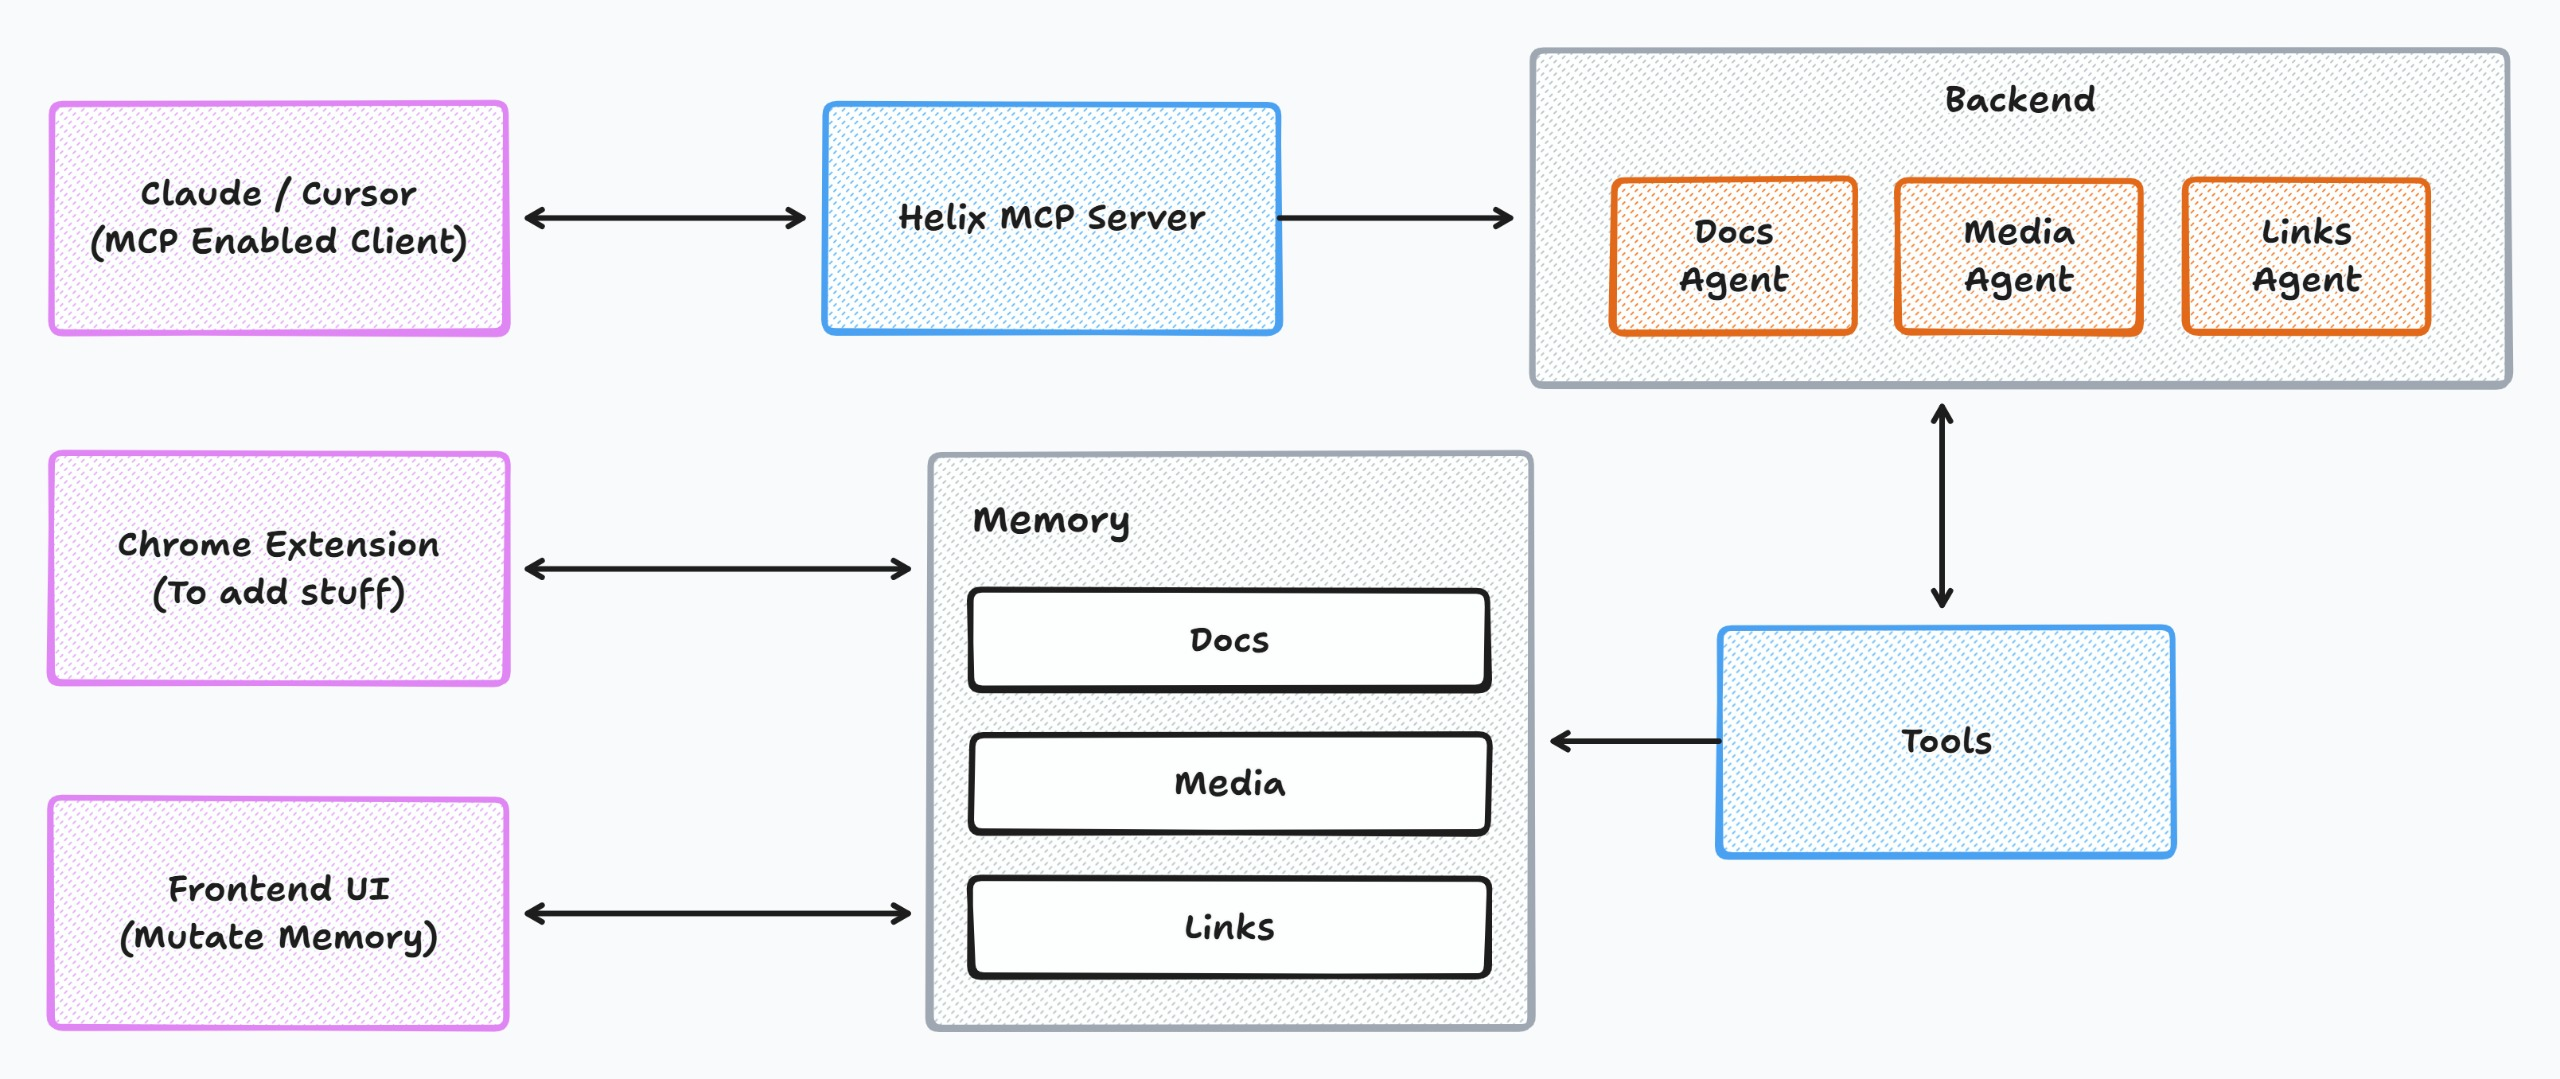 Claude / Cursor
(MCP Enabled Client)
Helix MCP Server
Backend
Docs
Agent
Media
Agent
Links
Agent
Chrome Extension
(To add stuff)
Memory
Docs
Media
Links
Tools
Frontend UI
(Mutate Memory)